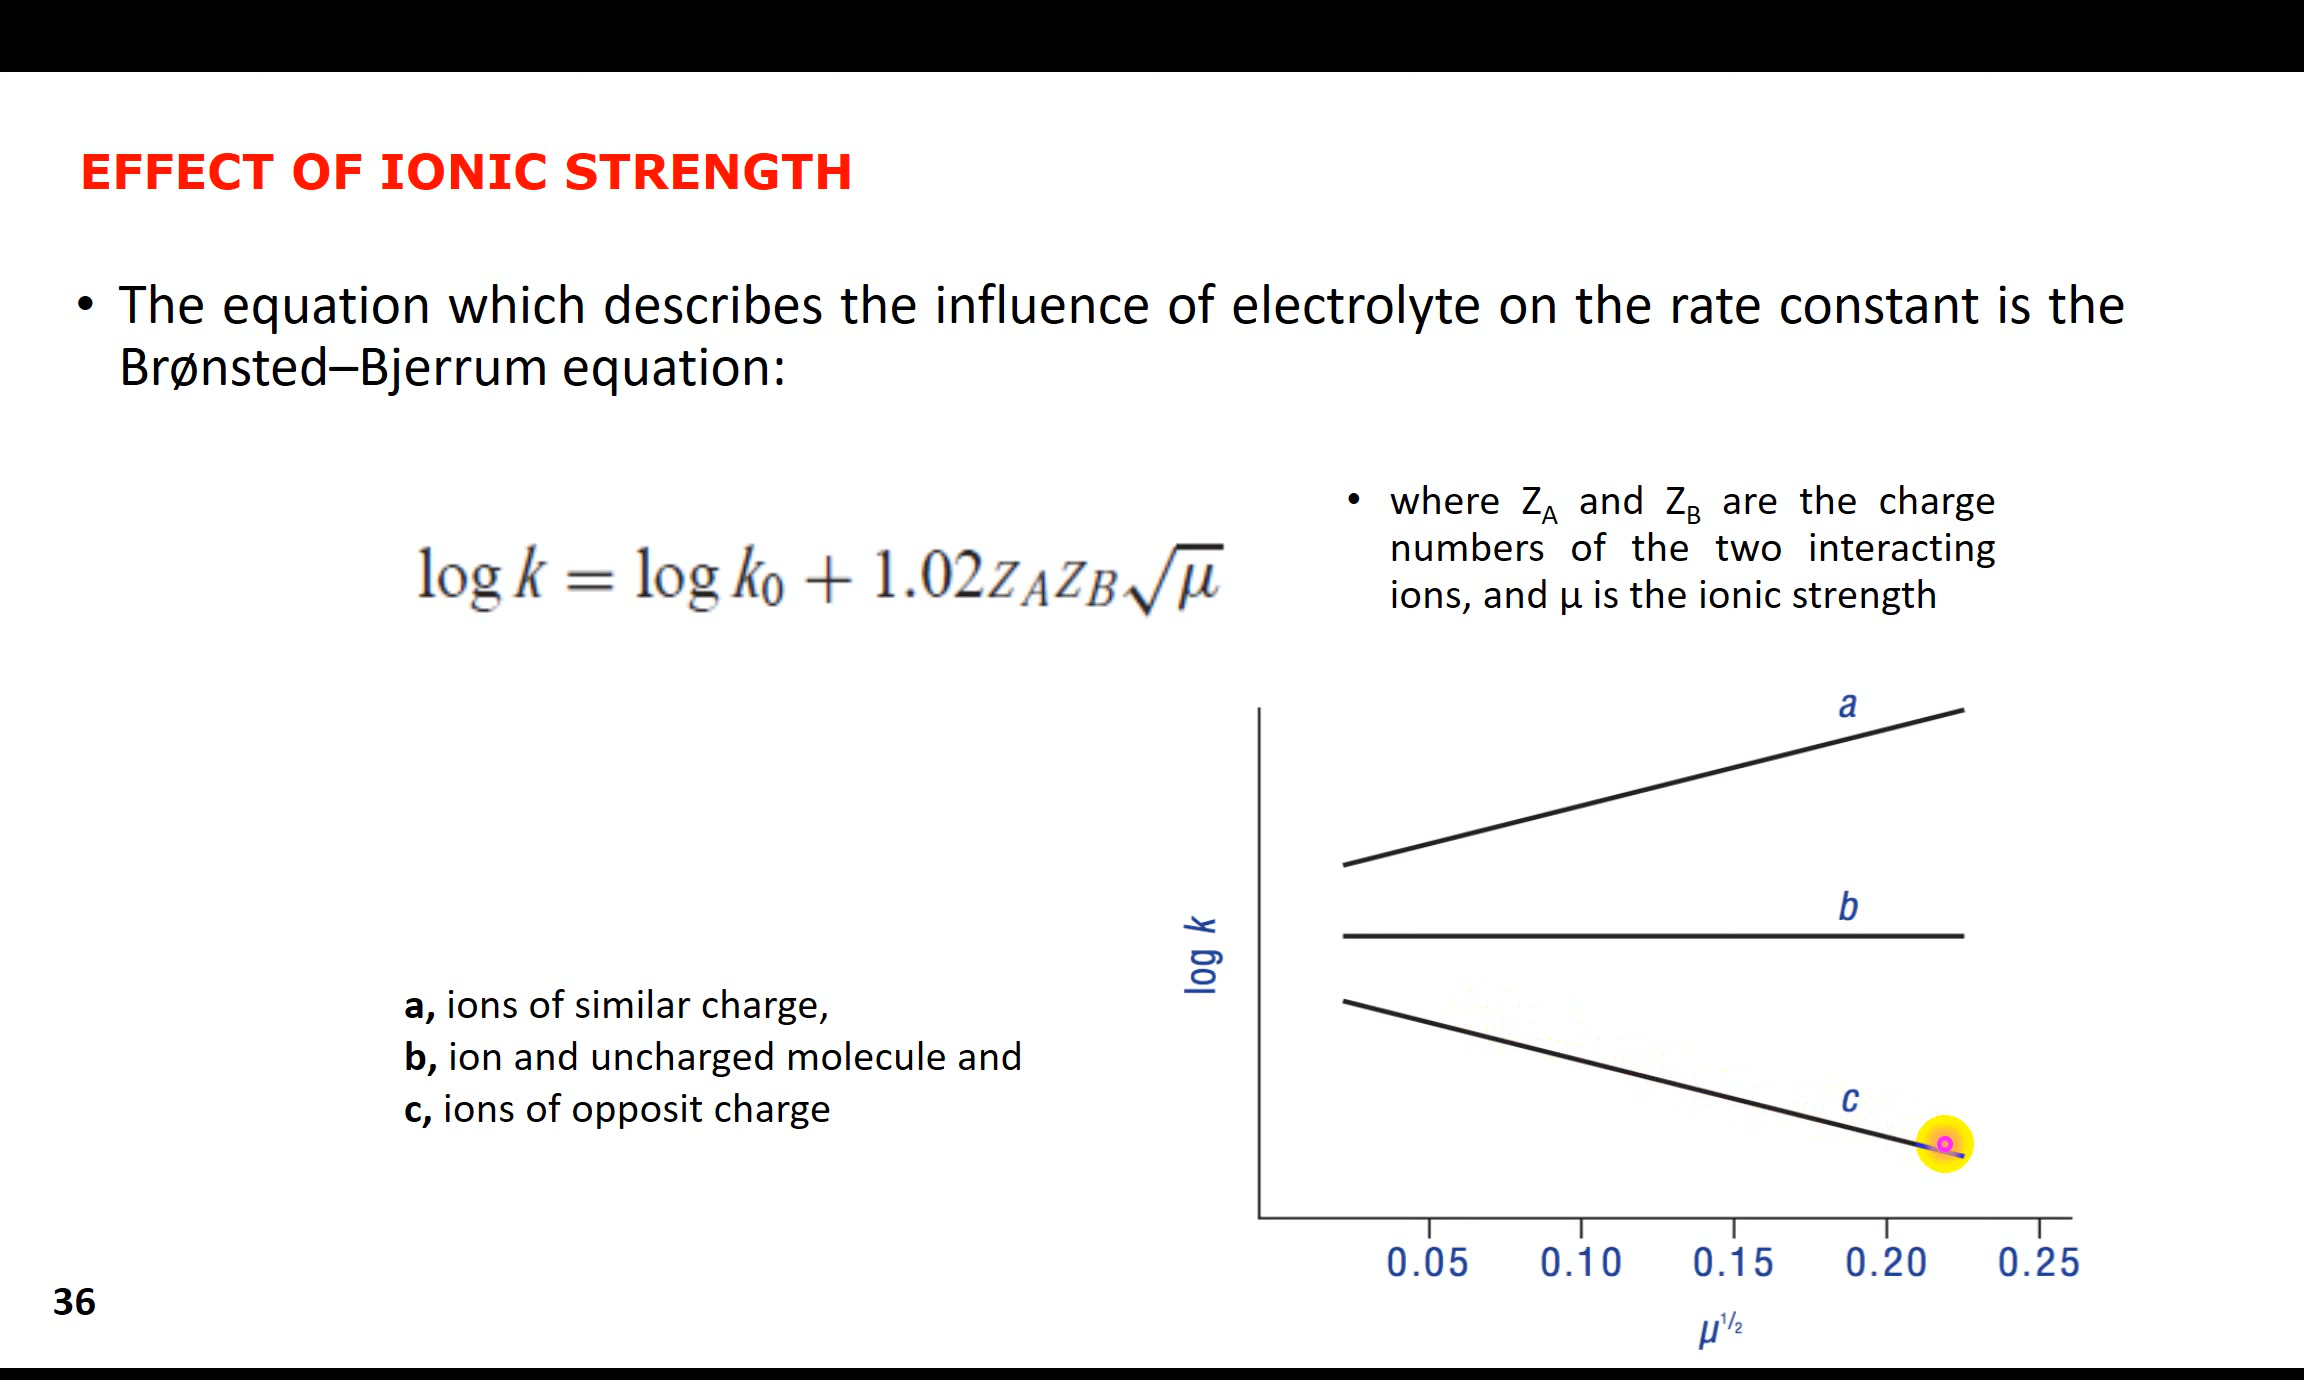 EFFECT OF IONIC STRENGTH
• The equation which describes the influence of electrolyte on the rate constant is the
Brønsted–Bjerrum equation:
log k = log k₀ + 1.02z_A z_B √μ
• where Z_A and Z_B are the charge
numbers of the two interacting
ions, and μ is the ionic strength
a, ions of similar charge,
b, ion and uncharged molecule and
c, ions of opposit charge
log k
a
b
c
0.05 0.10 0.15 0.20 0.25
μ^1/2
36